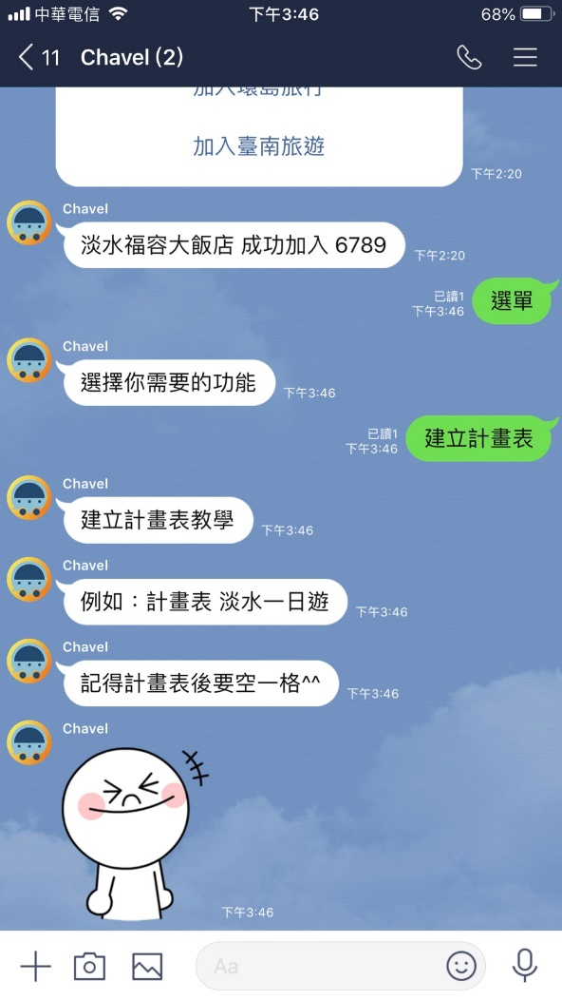 中華電信
下午3:46
68%
11
Chavel (2)
加入環島旅行
加入臺南旅遊
下午2:20
Chavel
淡水福容大飯店 成功加入 6789
下午2:20
已讀1
下午3:46
選單
Chavel
選擇你需要的功能
下午3:46
已讀1
下午3:46
建立計畫表
Chavel
建立計畫表教學
下午3:46
Chavel
例如：計畫表 淡水一日遊
下午3:46
Chavel
記得計畫表後要空一格^^
下午3:46
Chavel
下午3:46
Aa